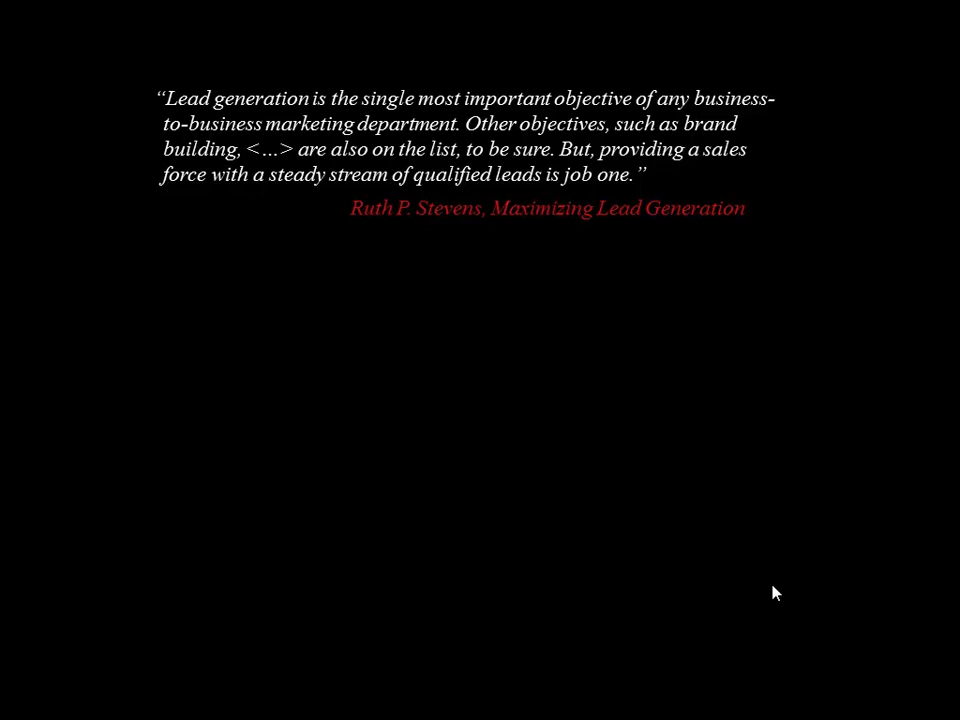 “Lead generation is the single most important objective of any business-
to-business marketing department. Other objectives, such as brand
building, <…> are also on the list, to be sure. But, providing a sales
force with a steady stream of qualified leads is job one.”
Ruth P. Stevens, Maximizing Lead Generation